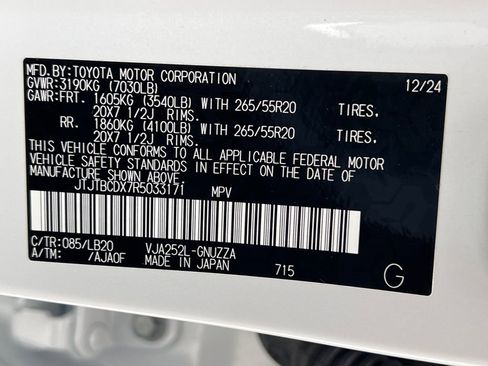 MFD.BY:TOYOTA MOTOR CORPORATION 12/24
GVWR:3190KG (7030LB)
GAWR:FRT. 1605KG (3540LB) WITH 265/55R20 TIRES.
20X7 1/2J RIMS.
RR. 1860KG (4100LB) WITH 265/55R20 TIRES.
20X7 1/2J RIMS.
THIS VEHICLE CONFORMS TO ALL APPLICABLE FEDERAL MOTOR
VEHICLE SAFETY STANDARDS IN EFFECT ON THE DATE OF
MANUFACTURE SHOWN ABOVE.
JTJTBCDX7R5033171 MPV
C/TR:085/LB20 VJA252L-GNUZZA
A/TM: /AJA0F MADE IN JAPAN 715
G